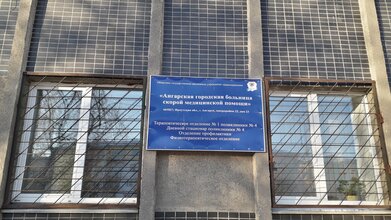 «Ангарская городская больница
скорой медицинской помощи»
Терапевтическое отделение № 1 поликлиники № 4
Дневной стационар поликлиники № 4
Отделение профилактики
Физиотерапевтическое отделение